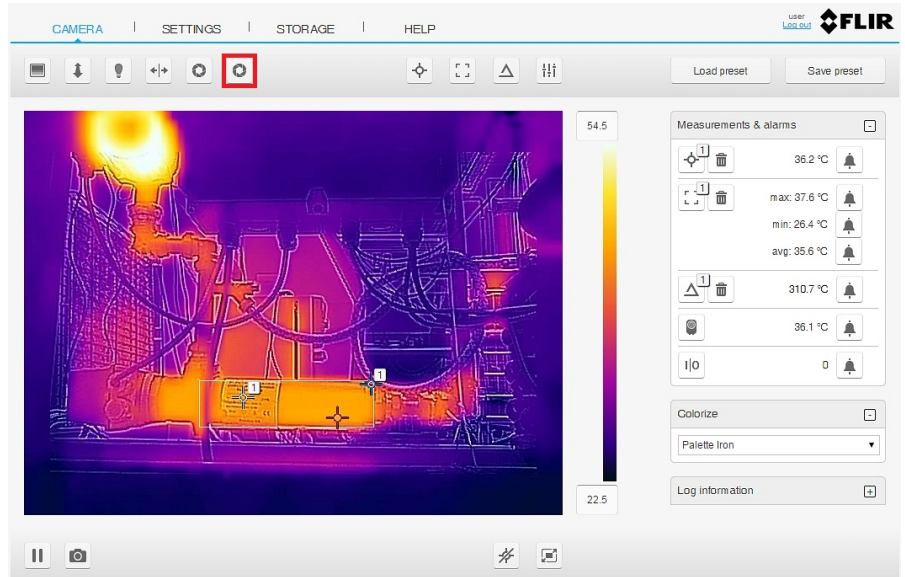 CAMERA
SETTINGS
STORAGE
HELP
user
Log out
FLIR
Load preset
Save preset
54.5
Measurements & alarms
-
1
36.2 °C
1
max: 37.6 °C
min: 26.4 °C
avg: 35.6 °C
1
310.7 °C
36.1 °C
I|O
0
1
1
Colorize
-
Palette Iron
Log information
+
22.5